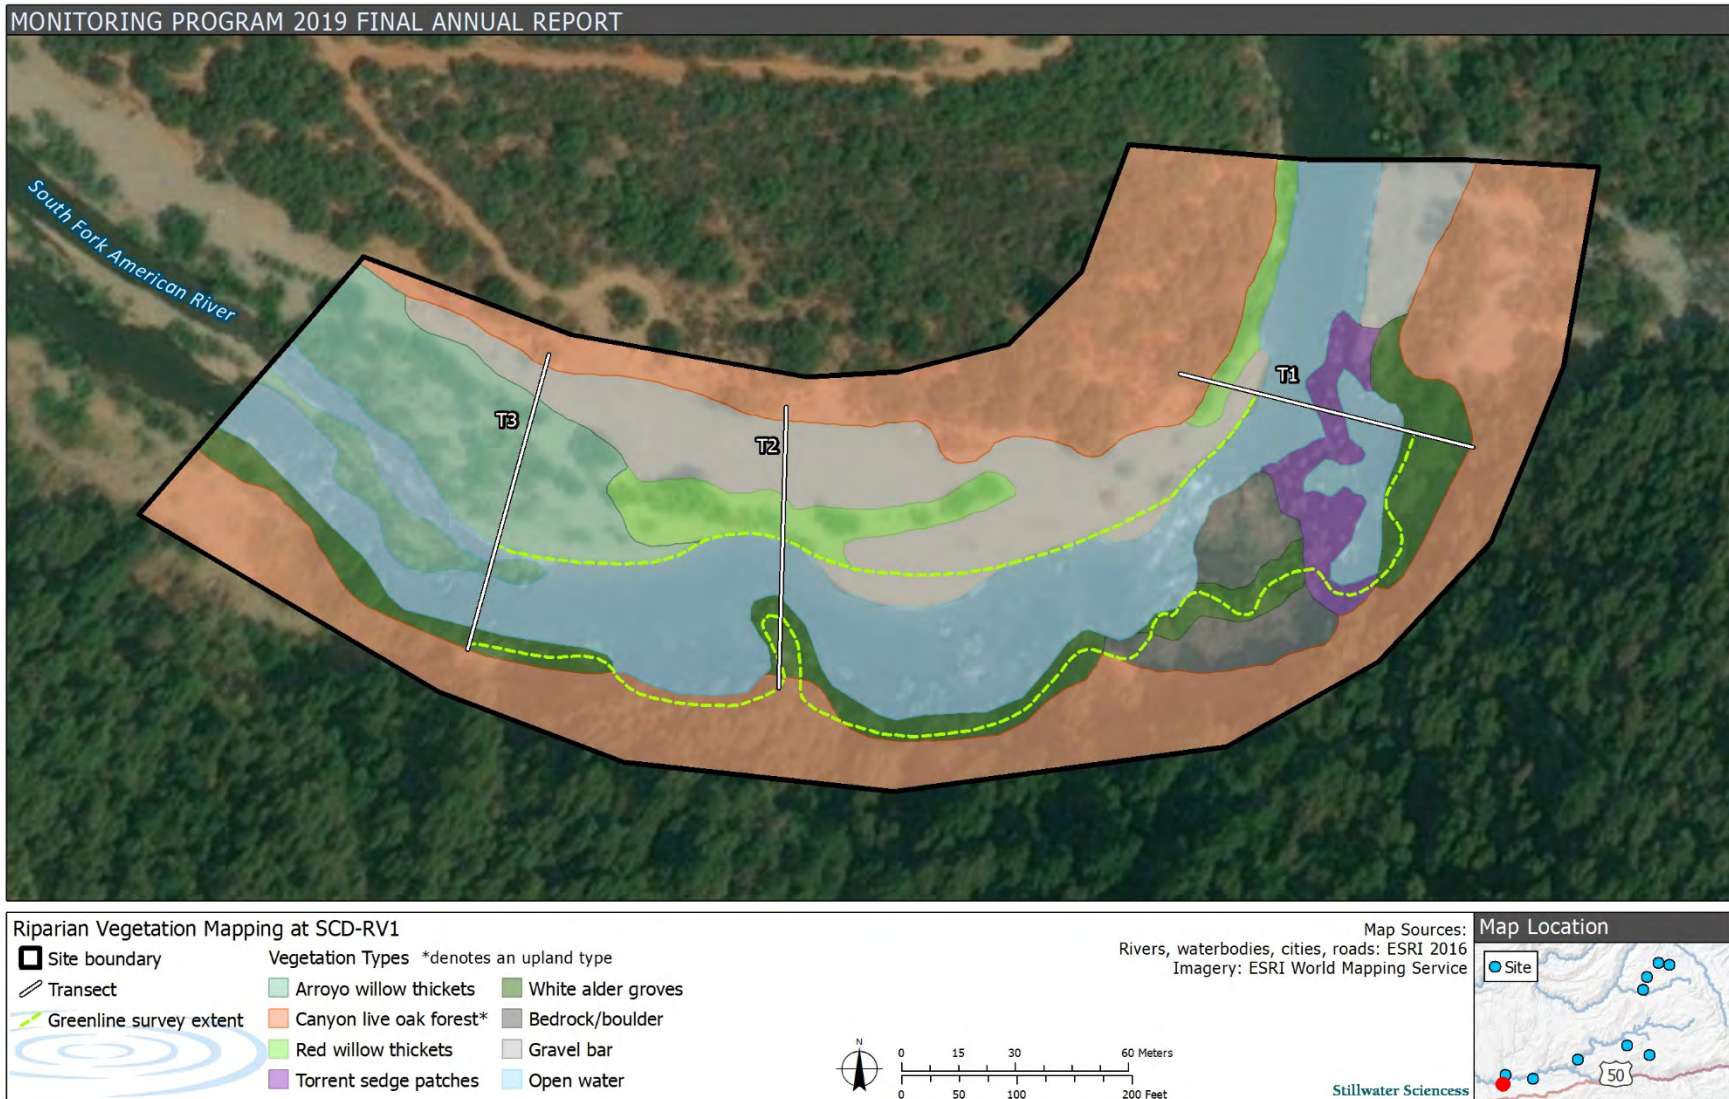 MONITORING PROGRAM 2019 FINAL ANNUAL REPORT
South Fork American River
T1
T3
T2
Riparian Vegetation Mapping at SCD-RV1
Site boundary
Transect
Greenline survey extent
Vegetation Types *denotes an upland type
Arroyo willow thickets
Canyon live oak forest*
Red willow thickets
Torrent sedge patches
White alder groves
Bedrock/boulder
Gravel bar
Open water
N
0 15 30 60 Meters
0 50 100 200 Feet
Map Sources:
Rivers, waterbodies, cities, roads: ESRI 2016
Imagery: ESRI World Mapping Service
Stillwater Sciencess
Map Location
Site
50